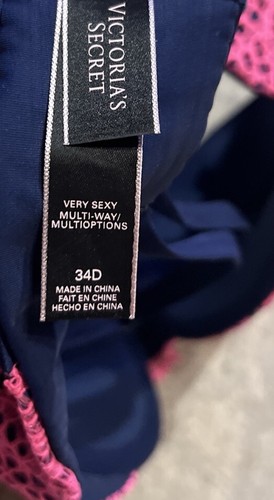 VICTORIA'S
SECRET
VERY SEXY
MULTI-WAY/
MULTIOPTIONS
34D
MADE IN CHINA
FAIT EN CHINE
HECHO EN CHINA